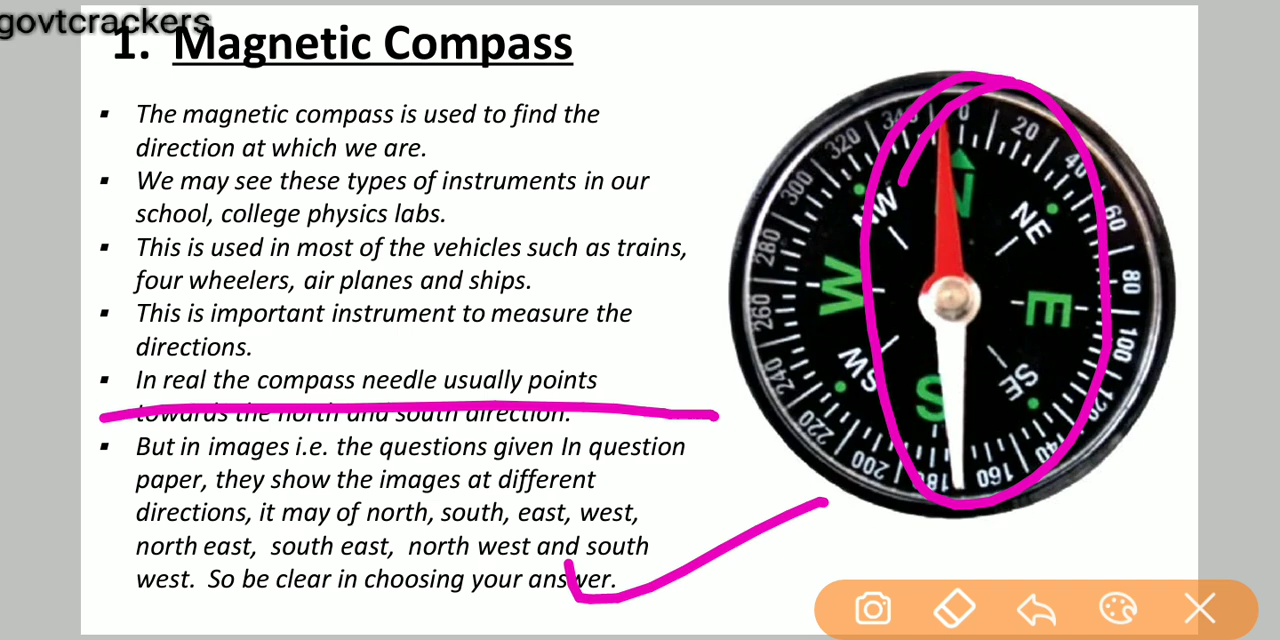 govtcrackers
1. Magnetic Compass
▪ The magnetic compass is used to find the
direction at which we are.
▪ We may see these types of instruments in our
school, college physics labs.
▪ This is used in most of the vehicles such as trains,
four wheelers, air planes and ships.
▪ This is important instrument to measure the
directions.
▪ In real the compass needle usually points
towards the north and south direction.
▪ But in images i.e. the questions given In question
paper, they show the images at different
directions, it may of north, south, east, west,
north east, south east, north west and south
west. So be clear in choosing your answer.
0
20
40
60
80
100
120
140
160
180
200
220
240
260
280
300
320
340
N
NE
E
SE
S
SW
W
NW